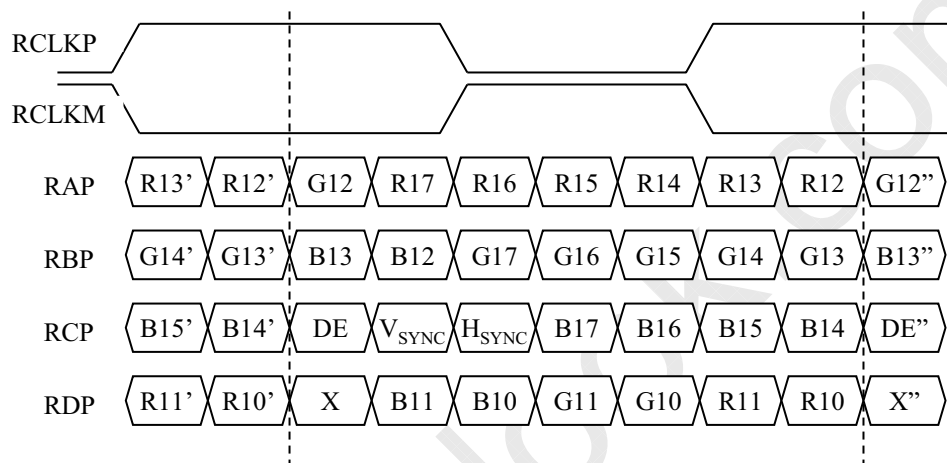 RCLKP
RCLKM
RAP R13’ R12’ G12 R17 R16 R15 R14 R13 R12 G12”
RBP G14’ G13’ B13 B12 G17 G16 G15 G14 G13 B13”
RCP B15’ B14’ DE VSYNC HSYNC B17 B16 B15 B14 DE”
RDP R11’ R10’ X B11 B10 G11 G10 R11 R10 X”